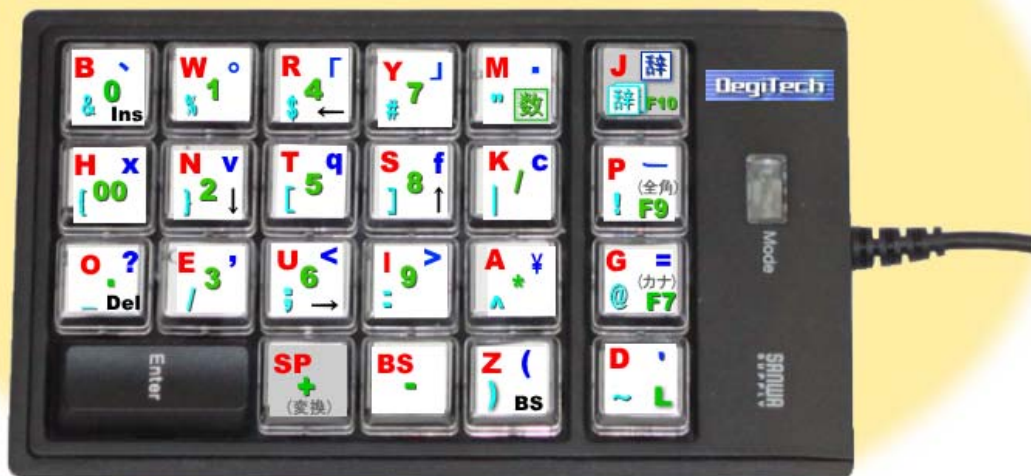 B 、
& 0 Ins
W 。
% 1
R 「
$ 4 ←
Y 」
# 7
M ・
" 数
J 辞
辞 F10
DegiTech
H x
{ 00
N v
} 2 ↓
T q
[ 5
S f
] 8 ↑
K c
| /
P ー
(全角)
! F9
Mode
O ?
_ . Del
E ,
/ 3
U <
; 6 →
I >
: 9
A ¥
^ *
G =
(カナ)
@ F7
Enter
SP
+
(変換)
BS
-
Z (
) BS
D '
~ L
SANWA
SUPPLY